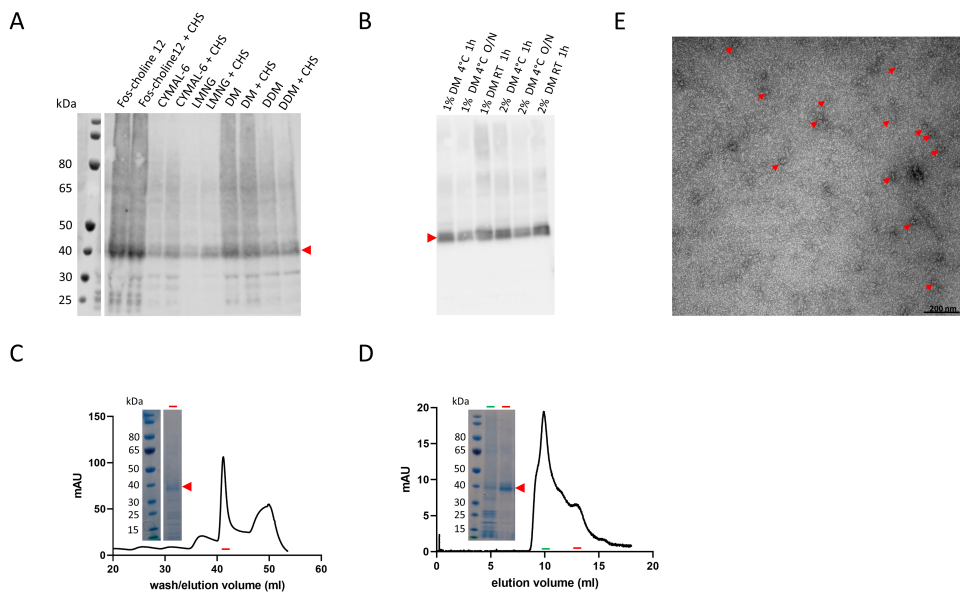 A
B
E
Fos-choline 12
Fos-choline12 + CHS
CYMAL-6
CYMAL-6 + CHS
LMNG
LMNG + CHS
DM
DM + CHS
DDM
DDM + CHS
kDa
80
65
50
40
30
25
1% DM 4°C 1h
1% DM 4°C O/N
1% DM RT 1h
2% DM 4°C 1h
2% DM 4°C O/N
2% DM RT 1h
200 nm
C
D
kDa
80
65
50
40
30
25
15
mAU
150
100
50
0
20
30
40
50
60
wash/elution volume (ml)
kDa
80
65
50
40
30
25
15
mAU
20
15
10
5
0
0
5
10
15
20
elution volume (ml)